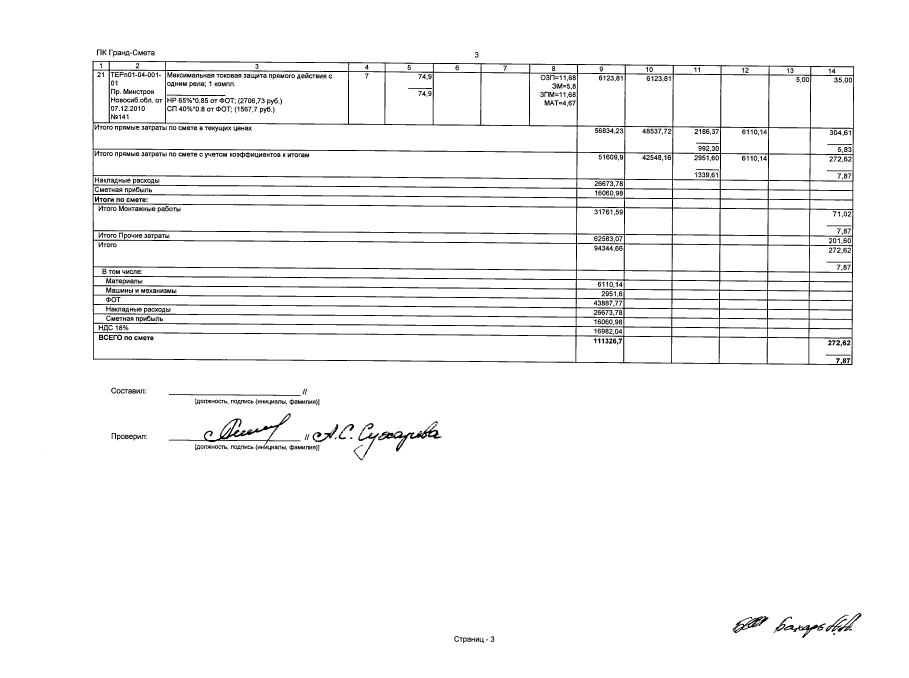 ПК Гранд-Смета
3
1 2 3 4 5 6 7 8 9 10 11 12 13 14
21 ТЕРп01-04-001- Максимальная токовая защита прямого действия с 7 74,9 ОЗП=11,68 6123,81 6123,81 5,00 35,00
01 одним реле; 1 компл. ЭМ=5,8
Пр. Минстроя 74,9 ЗПМ=11,68
Новосиб.обл. от НР 65%*0.85 от ФОТ; (2706,73 руб.) МАТ=4,67
07.12.2010 СП 40%*0.8 от ФОТ; (1567,7 руб.)
№141
Итого прямые затраты по смете в текущих ценах 56834,23 48537,72 2186,37 6110,14 304,61
992,30 5,83
Итого прямые затраты по смете с учетом коэффициентов к итогам 51609,9 42548,16 2951,60 6110,14 272,62
1339,61 7,87
Накладные расходы 26673,78
Сметная прибыль 16060,98
Итоги по смете:
Итого Монтажные работы 31761,59 71,02
7,87
Итого Прочие затраты 62583,07 201,60
Итого 94344,66 272,62
7,87
В том числе:
Материалы 6110,14
Машины и механизмы 2951,6
ФОТ 43887,77
Накладные расходы 26673,78
Сметная прибыль 16060,98
НДС 18% 16982,04
ВСЕГО по смете 111326,7 272,62
7,87
Составил: //
[должность, подпись (инициалы, фамилия)]
Проверил: // А.С. Сухарева
[должность, подпись (инициалы, фамилия)]
Страниц - 3